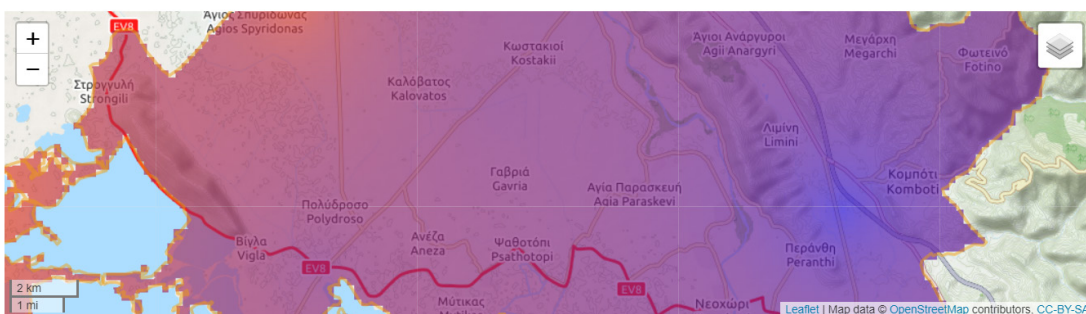 +
−
EV8
Άγιος Σπυρίδωνας
Agios Spyridonas
Κωστακιοί
Kostakii
Άγιοι Ανάργυροι
Agii Anargyri
Μεγάρχη
Megarchi
Φωτεινό
Fotino
Στρογγυλή
Strongili
Καλόβατος
Kalovatos
Λιμίνη
Limini
Γαβριά
Gavria
Κομπότι
Komboti
Αγία Παρασκευή
Agia Paraskevi
Πολύδροσο
Polydroso
Βίγλα
Vigla
Ανέζα
Aneza
Ψαθοτόπι
Psathotopi
Περάνθη
Peranthi
EV8
EV8
2 km
1 mi
Μύτικας
Νεοχώρι
Leaflet | Map data © OpenStreetMap contributors, CC-BY-SA